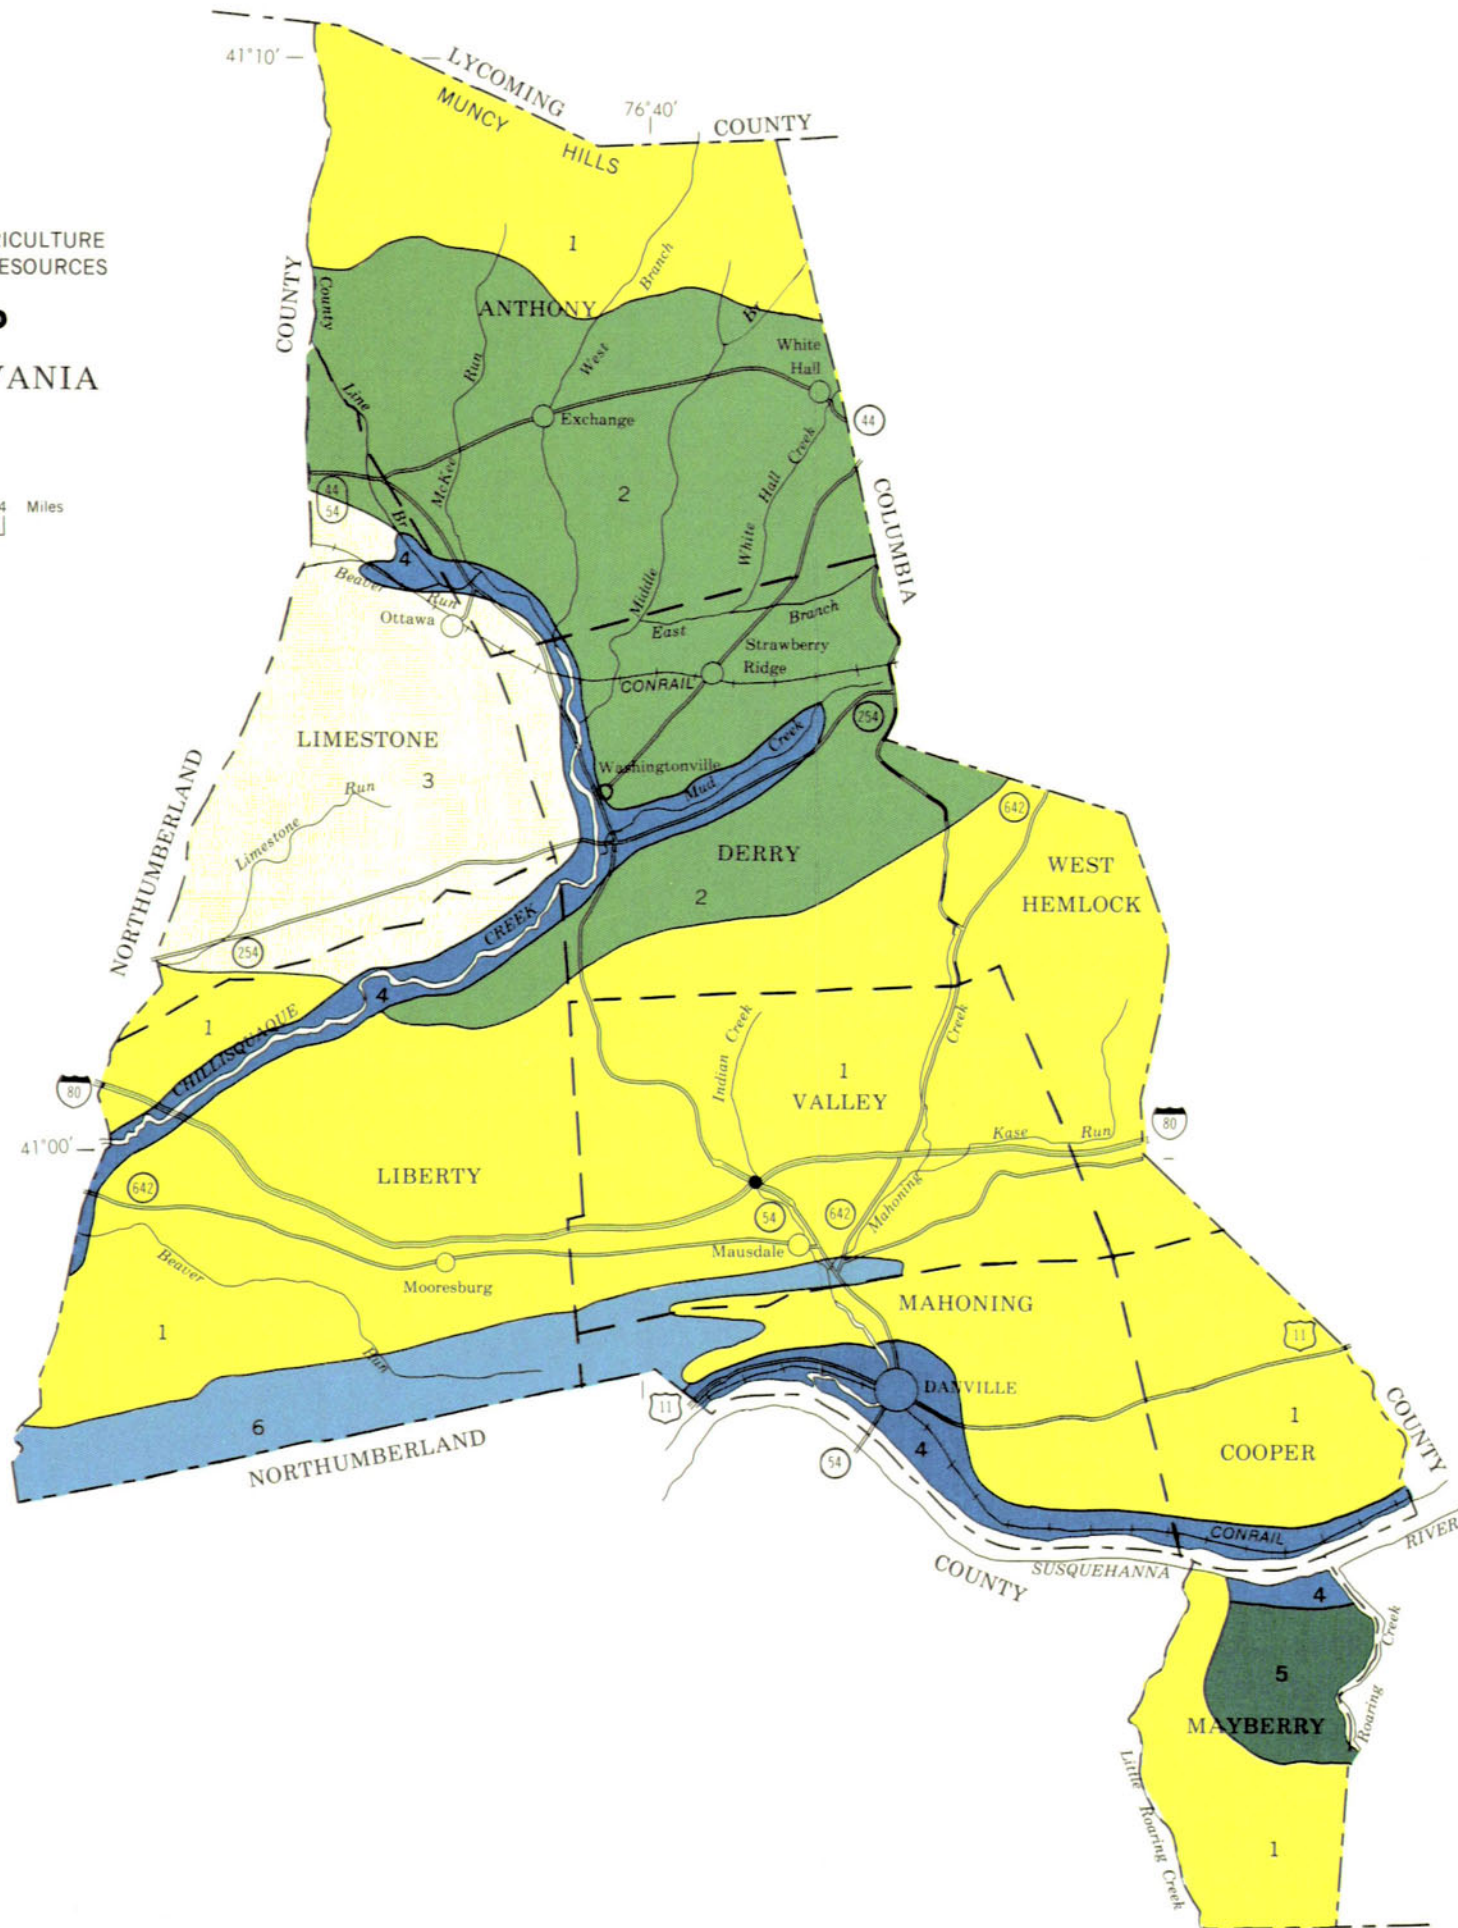 41°10'
LYCOMING
COUNTY
76°40'
MUNCY
HILLS
1
COUNTY
County
Line
Br
ANTHONY
West
Branch
Br
White
Hall
44
Exchange
McKee
Run
2
White
Hall
Creek
Middle
44
54
4 Miles
COLUMBIA
4
Beaver
Run
Ottawa
East
Branch
Strawberry
Ridge
CONRAIL
254
LIMESTONE
3
NORTHUMBERLAND
Limestone
Run
Washingtonville
Mud
Creek
642
DERRY
2
WEST
HEMLOCK
254
CHILLISQUAQUE
CREEK
4
1
Indian Creek
Creek
1
VALLEY
80
80
41°00'
Kase
Run
642
LIBERTY
54
642
Mahoning
Mausdale
Beaver
Run
Mooresburg
MAHONING
1
11
6
NORTHUMBERLAND
11
DANVILLE
4
54
1
COOPER
COUNTY
CONRAIL
RIVER
SUSQUEHANNA
COUNTY
4
Creek
Roaring
5
MAYBERRY
Little
Roaring Creek
1
RICULTURE
ESOURCES
VANIA